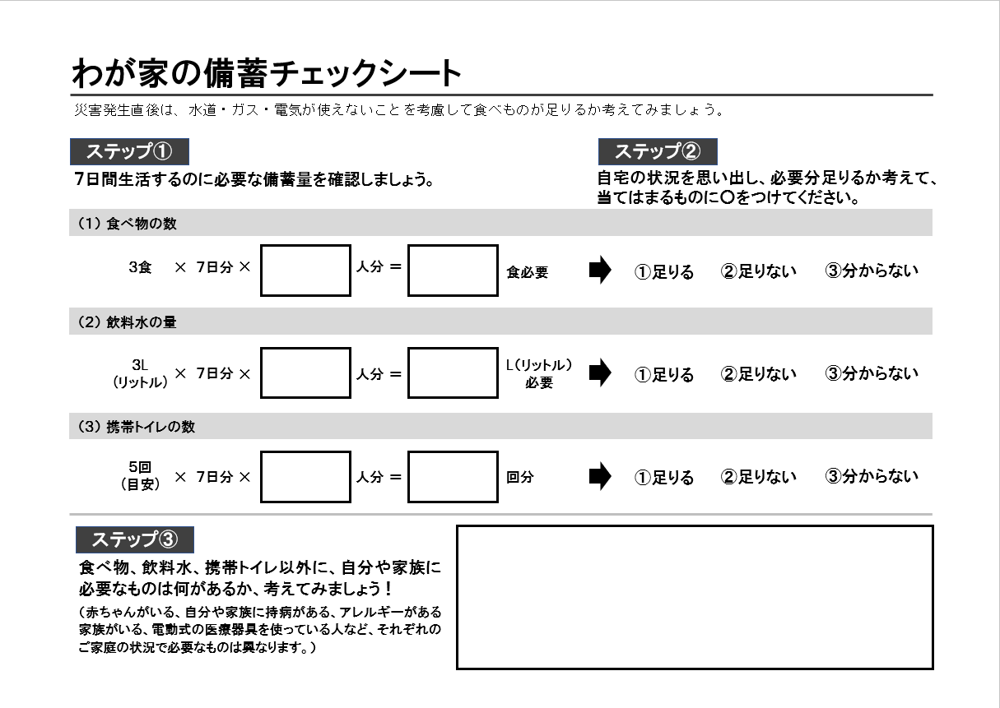 わが家の備蓄チェックシート
災害発生直後は、水道・ガス・電気が使えないことを考慮して食べものが足りるか考えてみましょう。
ステップ①
7日間生活するのに必要な備蓄量を確認しましょう。
ステップ②
自宅の状況を思い出し、必要分足りるか考えて、
当てはまるものに〇をつけてください。
（1）食べ物の数
3食 × 7日分 × 人分 = 食必要 ①足りる ②足りない ③分からない
（2）飲料水の量
3L
（リットル） × 7日分 × 人分 = L（リットル）
必要 ①足りる ②足りない ③分からない
（3）携帯トイレの数
5回
（目安） × 7日分 × 人分 = 回分 ①足りる ②足りない ③分からない
ステップ③
食べ物、飲料水、携帯トイレ以外に、自分や家族に
必要なものは何があるか、考えてみましょう！
（赤ちゃんがいる、自分や家族に持病がある、アレルギーがある
家族がいる、電動式の医療器具を使っている人など、それぞれの
ご家庭の状況で必要なものは異なります。）